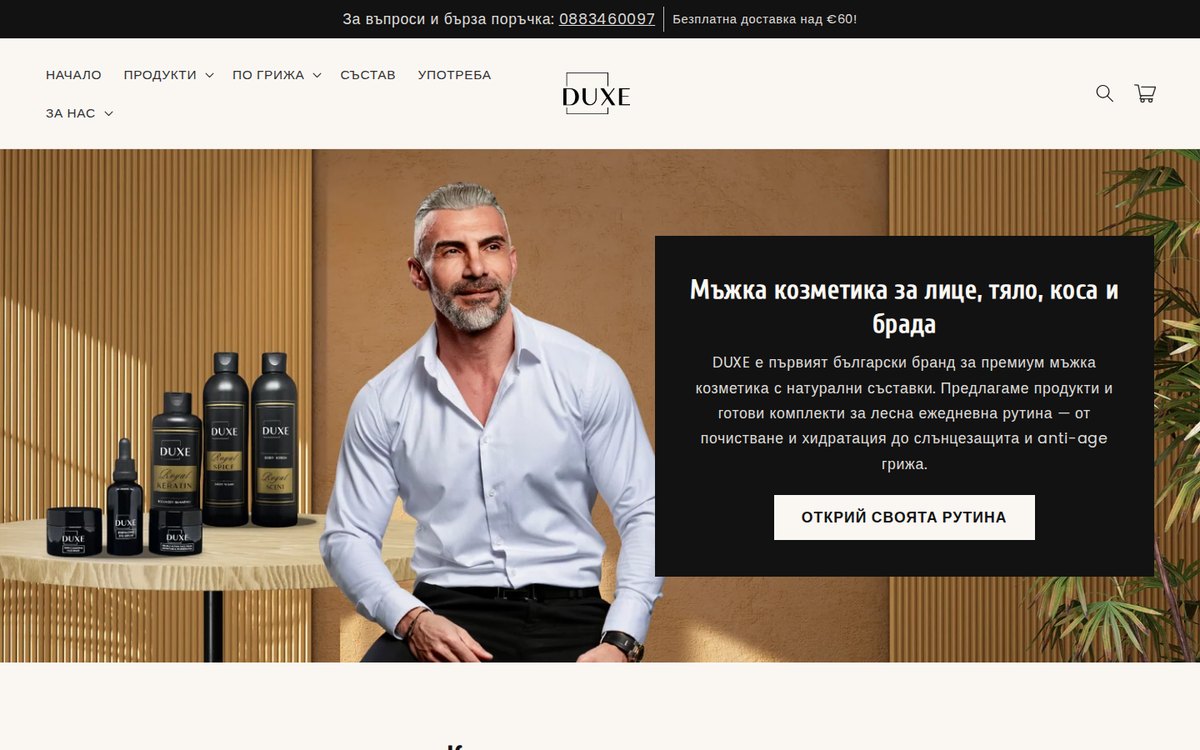 За въпроси и бърза поръчка: 0883460097
Безплатна доставка над €60!
НАЧАЛО ПРОДУКТИ ПО ГРИЖА СЪСТАВ УПОТРЕБА
ЗА НАС
DUXE
Мъжка козметика за лице, тяло, коса и
брада
DUXE е първият български бранд за премиум мъжка
козметика с натурални съставки. Предлагаме продукти и
готови комплекти за лесна ежедневна рутина — от
почистване и хидратация до слънцезащита и anti-age
грижа.
ОТКРИЙ СВОЯТА РУТИНА
DUXE
Royal
SPICE
DUXE
Royal
SCENT
DUXE
Royal
KERATIN
DUXE
DUXE
DUXE